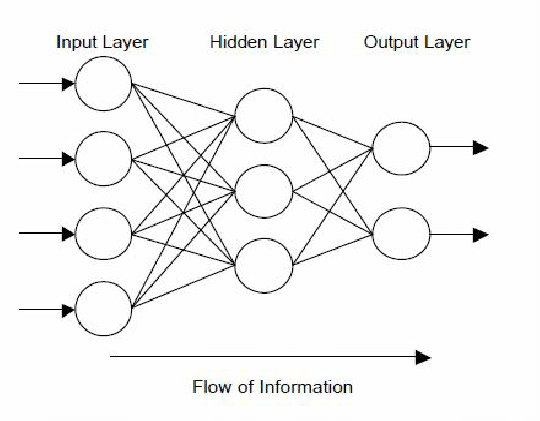 Input Layer Hidden Layer Output Layer
Flow of Information